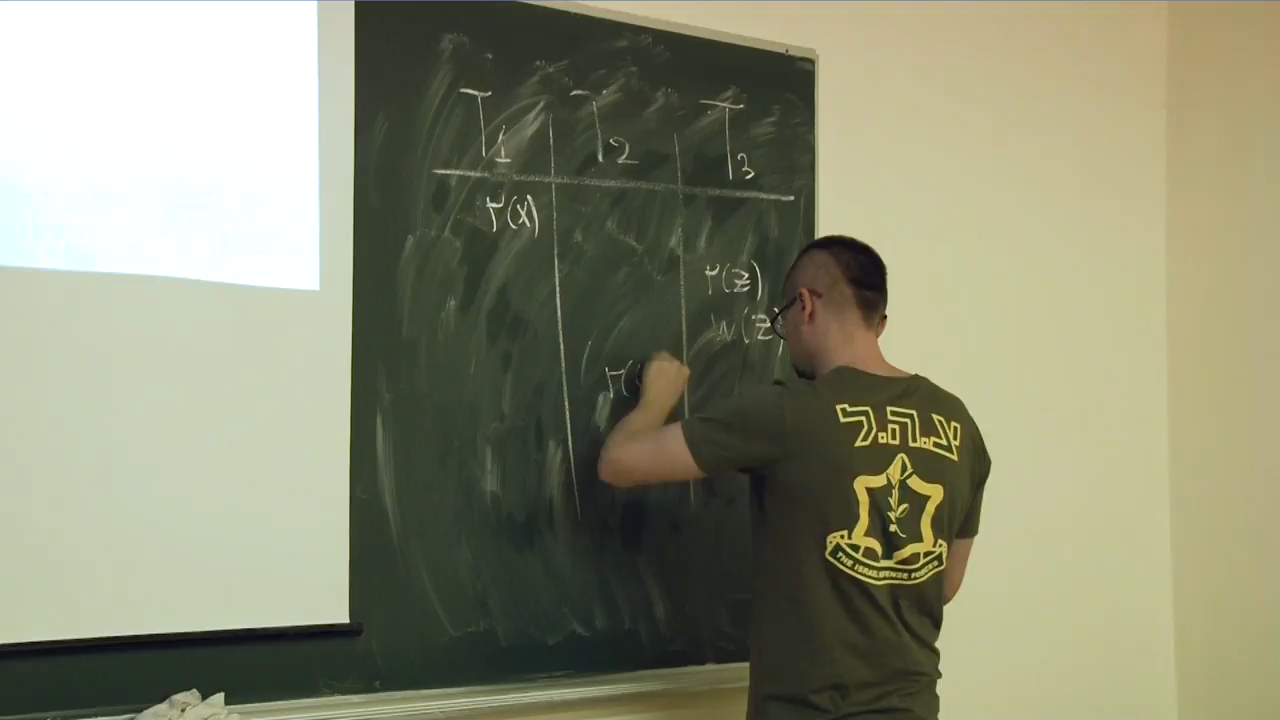 T1 T2 T3
r(x)
r(z)
w(z)
r(
צ.ה.ל
THE ISRAEL DEFENSE FORCES